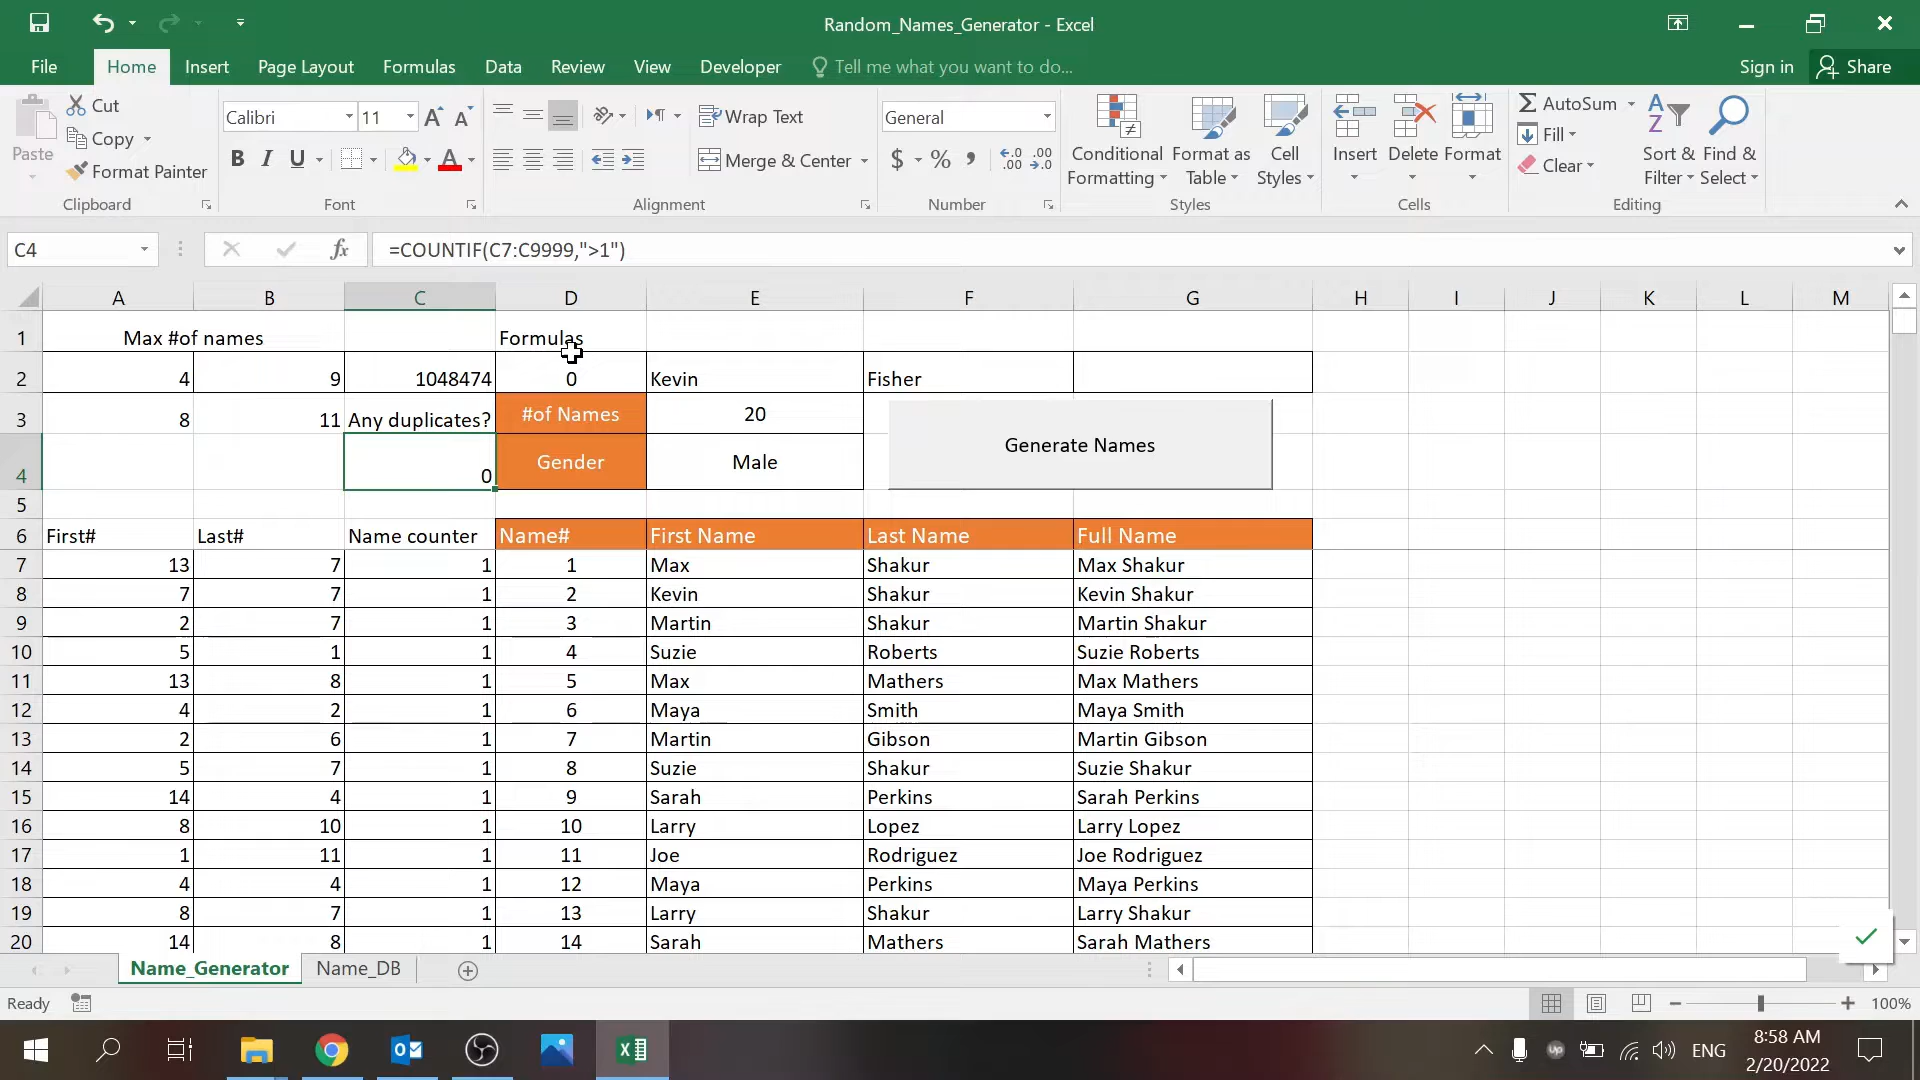 Random_Names_Generator - Excel
File Home Insert Page Layout Formulas Data Review View Developer Tell me what you want to do... Sign in Share
Paste Cut Copy Format Painter Clipboard
Calibri 11 B I U A Font
Wrap Text Merge & Center Alignment
General $ % , Number
Conditional Formatting Format as Table Cell Styles Styles
Insert Delete Format Cells
AutoSum Fill Clear Sort & Filter Find & Select Editing
C4 fx =COUNTIF(C7:C9999,">1")
A B C D E F G H I J K L M
1 Max #of names Formulas
2 4 9 1048474 0 Kevin Fisher
3 8 11 Any duplicates? #of Names 20
Generate Names
4 0 Gender Male
5
6 First# Last# Name counter Name# First Name Last Name Full Name
7 13 7 1 1 Max Shakur Max Shakur
8 7 7 1 2 Kevin Shakur Kevin Shakur
9 2 7 1 3 Martin Shakur Martin Shakur
10 5 1 1 4 Suzie Roberts Suzie Roberts
11 13 8 1 5 Max Mathers Max Mathers
12 4 2 1 6 Maya Smith Maya Smith
13 2 6 1 7 Martin Gibson Martin Gibson
14 5 7 1 8 Suzie Shakur Suzie Shakur
15 14 4 1 9 Sarah Perkins Sarah Perkins
16 8 10 1 10 Larry Lopez Larry Lopez
17 1 11 1 11 Joe Rodriguez Joe Rodriguez
18 4 4 1 12 Maya Perkins Maya Perkins
19 8 7 1 13 Larry Shakur Larry Shakur
20 14 8 1 14 Sarah Mathers Sarah Mathers
Name_Generator Name_DB
Ready 100%
ENG 8:58 AM
2/20/2022